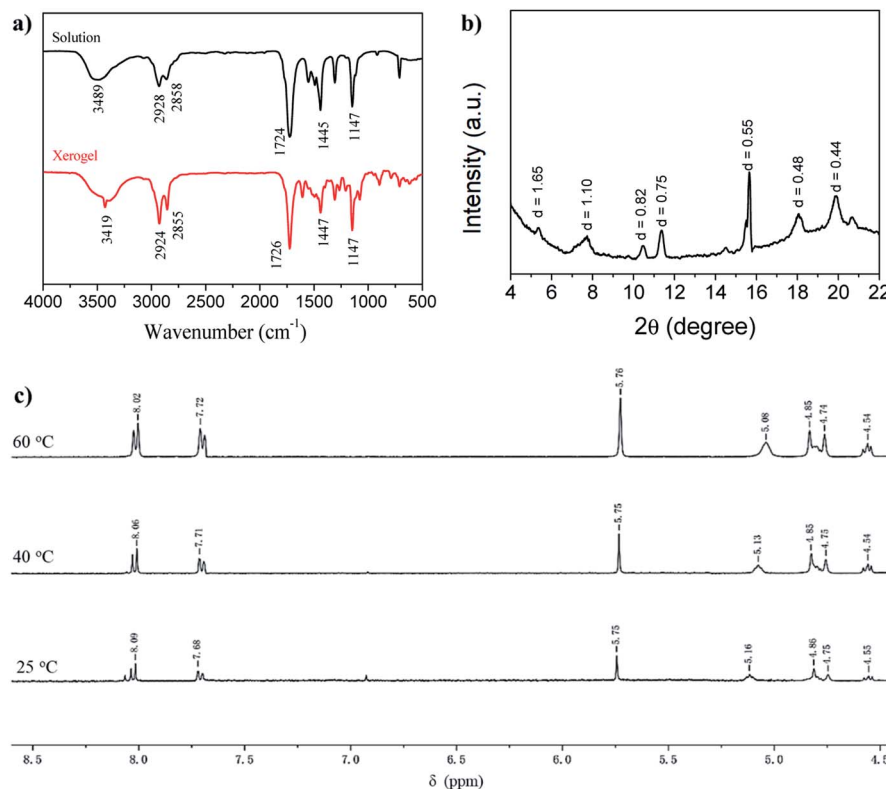 a)
Solution
3489
2928
2858
1724
1445
1147
Xerogel
3419
2924
2855
1726
1447
1147
4000 3500 3000 2500 2000 1500 1000 500
Wavenumber (cm⁻¹)
b)
Intensity (a.u.)
d = 1.65
d = 1.10
d = 0.82
d = 0.75
d = 0.55
d = 0.48
d = 0.44
4 6 8 10 12 14 16 18 20 22
2θ (degree)
c)
60 °C
8.02
7.72
5.76
5.08
4.85
4.74
4.54
40 °C
8.06
7.71
5.75
5.13
4.85
4.75
4.54
25 °C
8.09
7.68
5.75
5.16
4.86
4.75
4.55
8.5 8.0 7.5 7.0 6.5 6.0 5.5 5.0 4.5
δ (ppm)